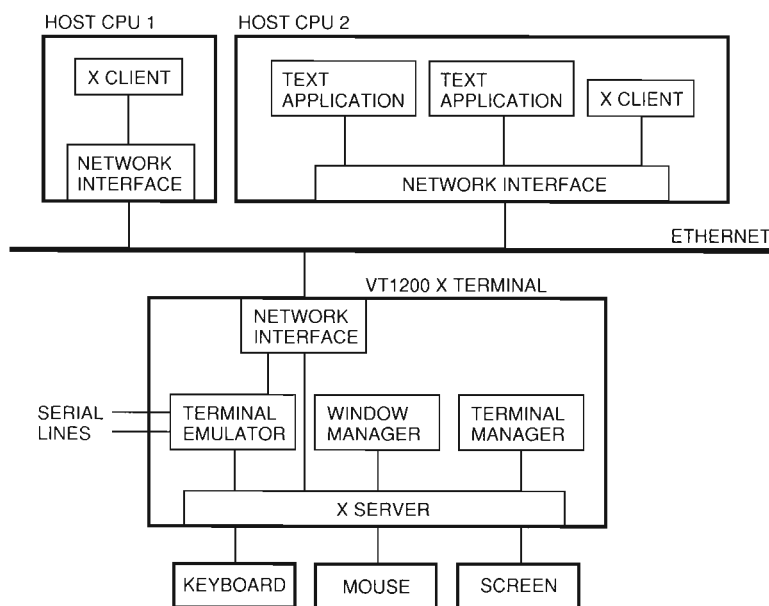 HOST CPU 1
HOST CPU 2
X CLIENT
TEXT
APPLICATION
TEXT
APPLICATION
X CLIENT
NETWORK
INTERFACE
NETWORK INTERFACE
ETHERNET
VT1200 X TERMINAL
NETWORK
INTERFACE
SERIAL
LINES
TERMINAL
EMULATOR
WINDOW
MANAGER
TERMINAL
MANAGER
X SERVER
KEYBOARD
MOUSE
SCREEN